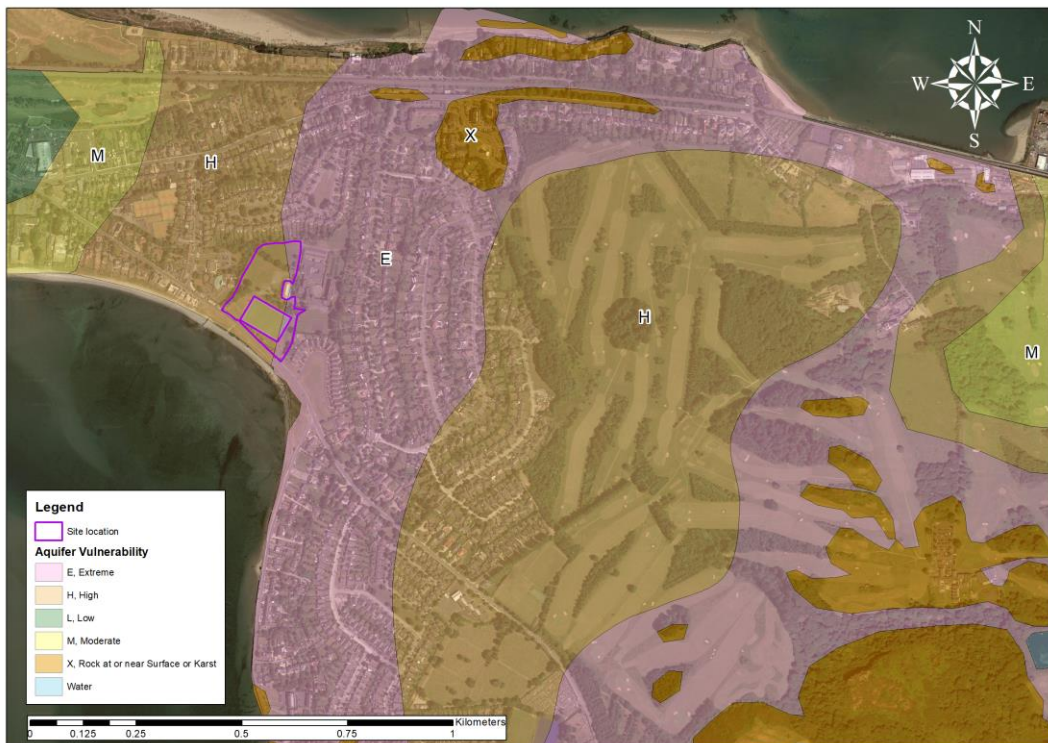 N
W E
S
X
M
H
E
H
M
Legend
Site location
Aquifer Vulnerability
E, Extreme
H, High
L, Low
M, Moderate
X, Rock at or near Surface or Karst
Water
Kilometers
0 0.125 0.25 0.5 0.75 1